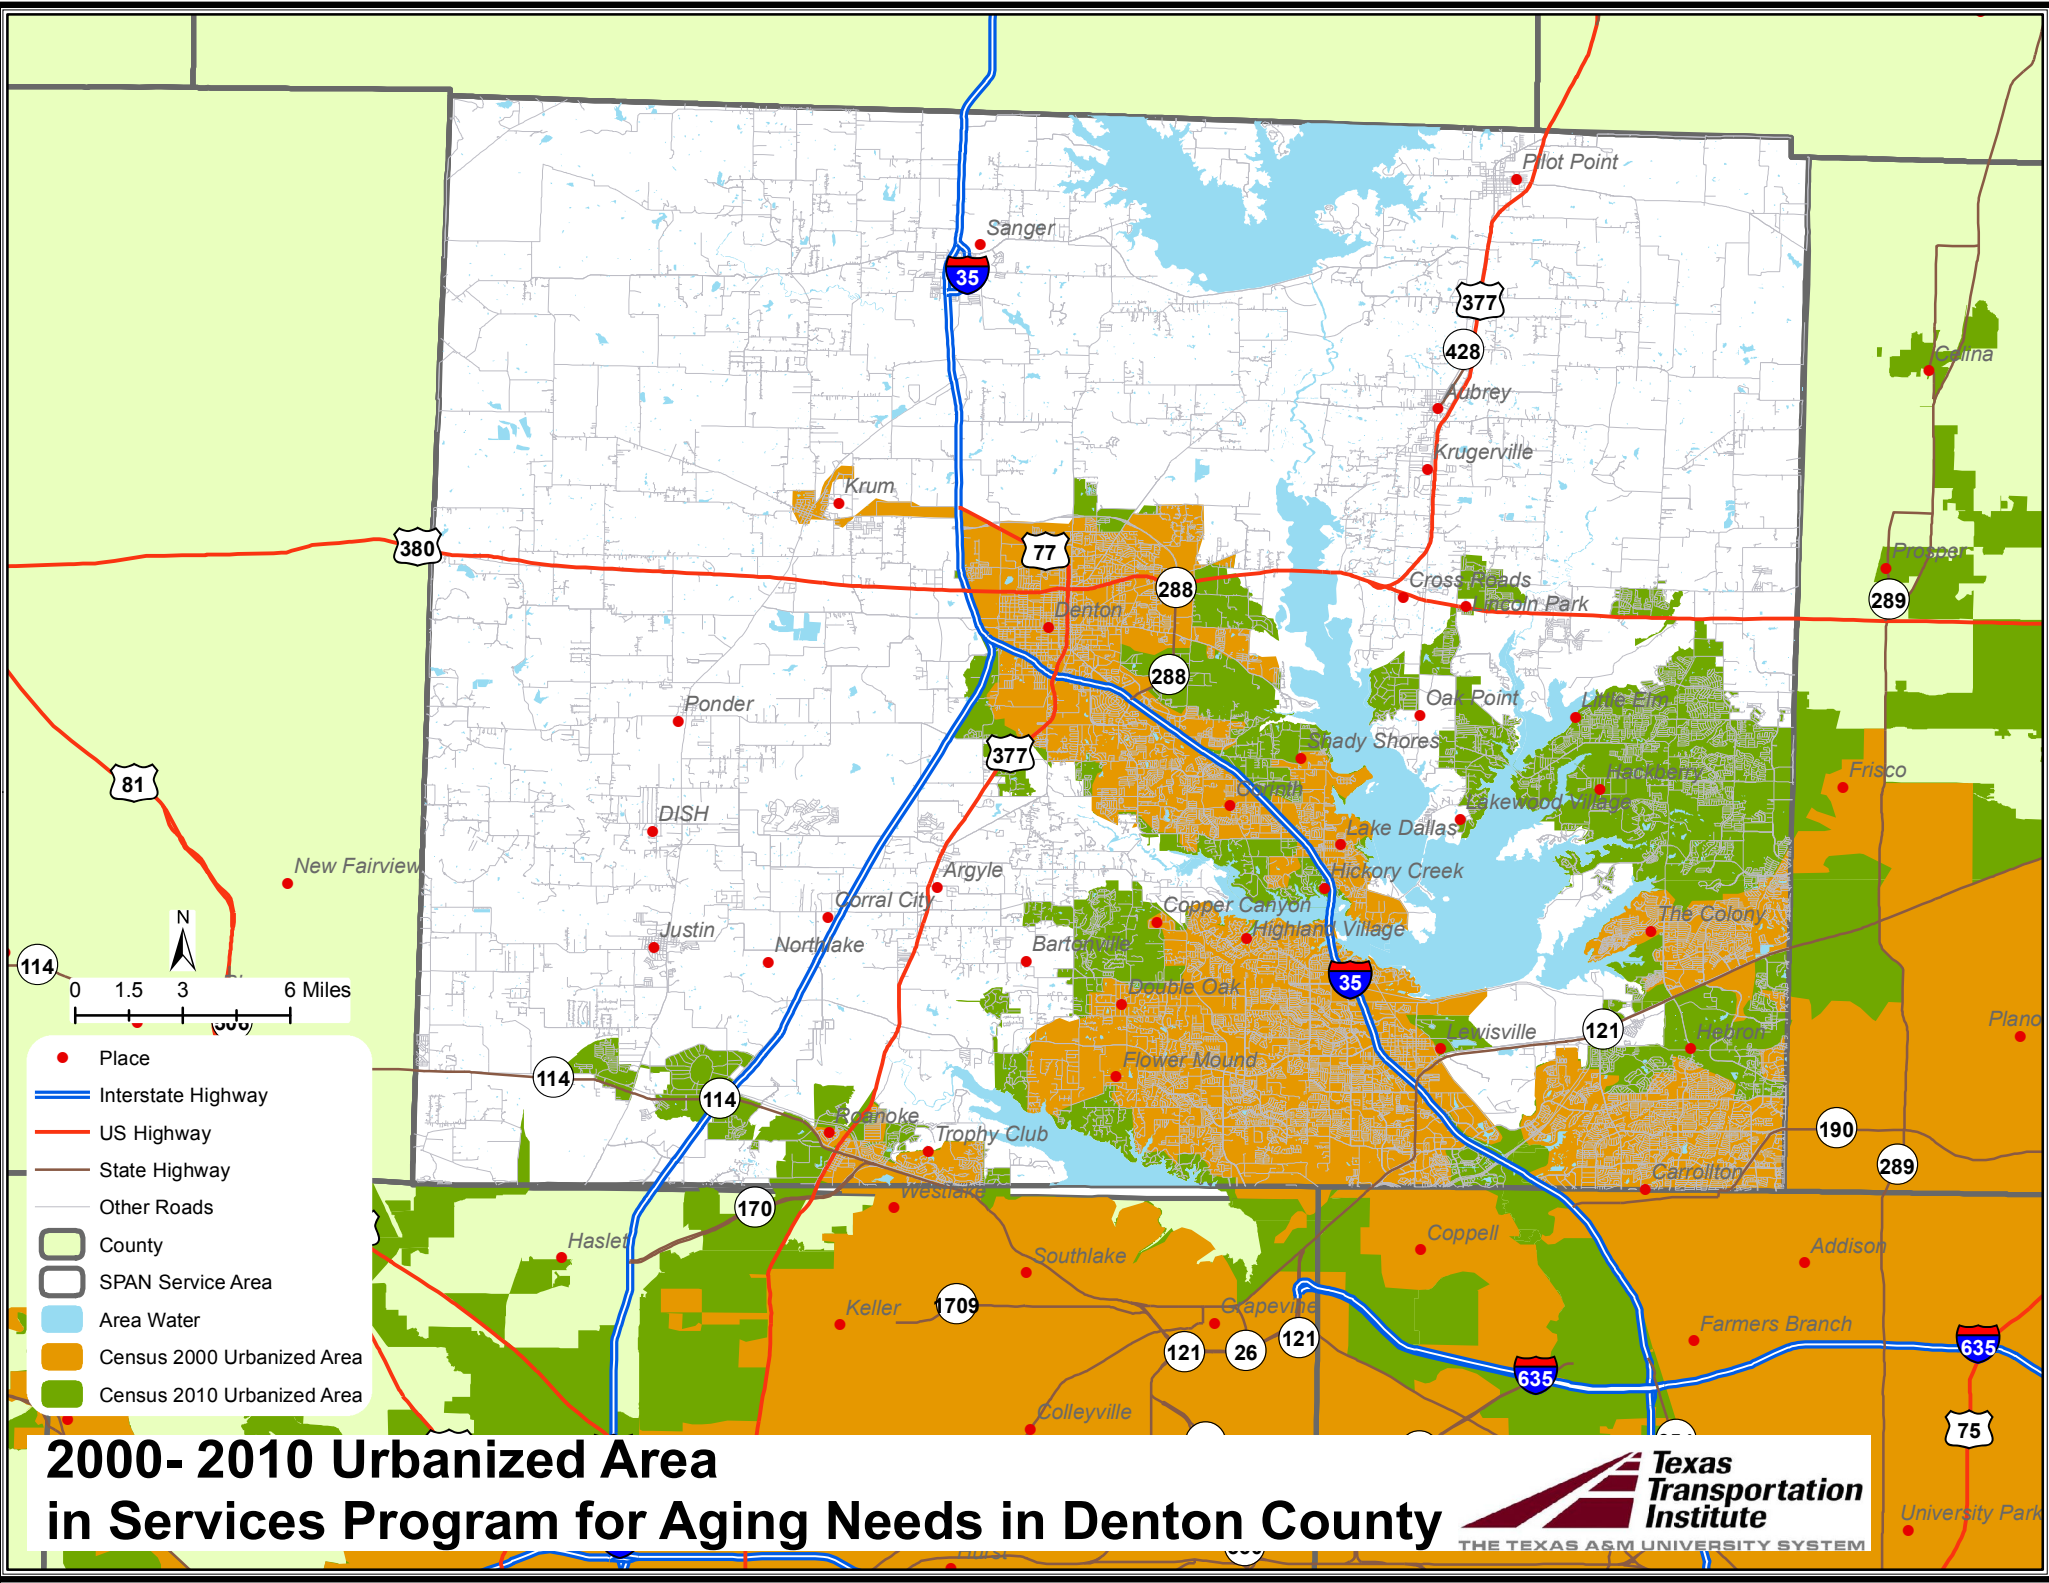 Pilot Point
Sanger
35
377
428
Celina
Aubrey
Krugerville
Krum
380
77
Prosper
288
Cross Roads
Lincoln Park
289
Denton
288
Ponder
Oak Point
Little Elm
377
Shady Shores
81
Hackberry
Frisco
Corinth
Lakewood Village
DISH
Lake Dallas
New Fairview
Argyle
Hickory Creek
Corral City
Copper Canyon
The Colony
N
Justin
Northlake
Bartonville
Highland Village
114
35
Double Oak
0 1.5 3 6 Miles
121
Plano
Lewisville
Hebron
Flower Mound
114
114
Roanoke
Trophy Club
190
289
Carrollton
Westlake
170
Haslet
Southlake
Coppell
Addison
Keller
1709
Grapevine
Farmers Branch
121
26
121
635
635
Colleyville
75
University Park
Hurst
Place
Interstate Highway
US Highway
State Highway
Other Roads
County
SPAN Service Area
Area Water
Census 2000 Urbanized Area
Census 2010 Urbanized Area
2000- 2010 Urbanized Area
in Services Program for Aging Needs in Denton County
Texas
Transportation
Institute
THE TEXAS A&M UNIVERSITY SYSTEM